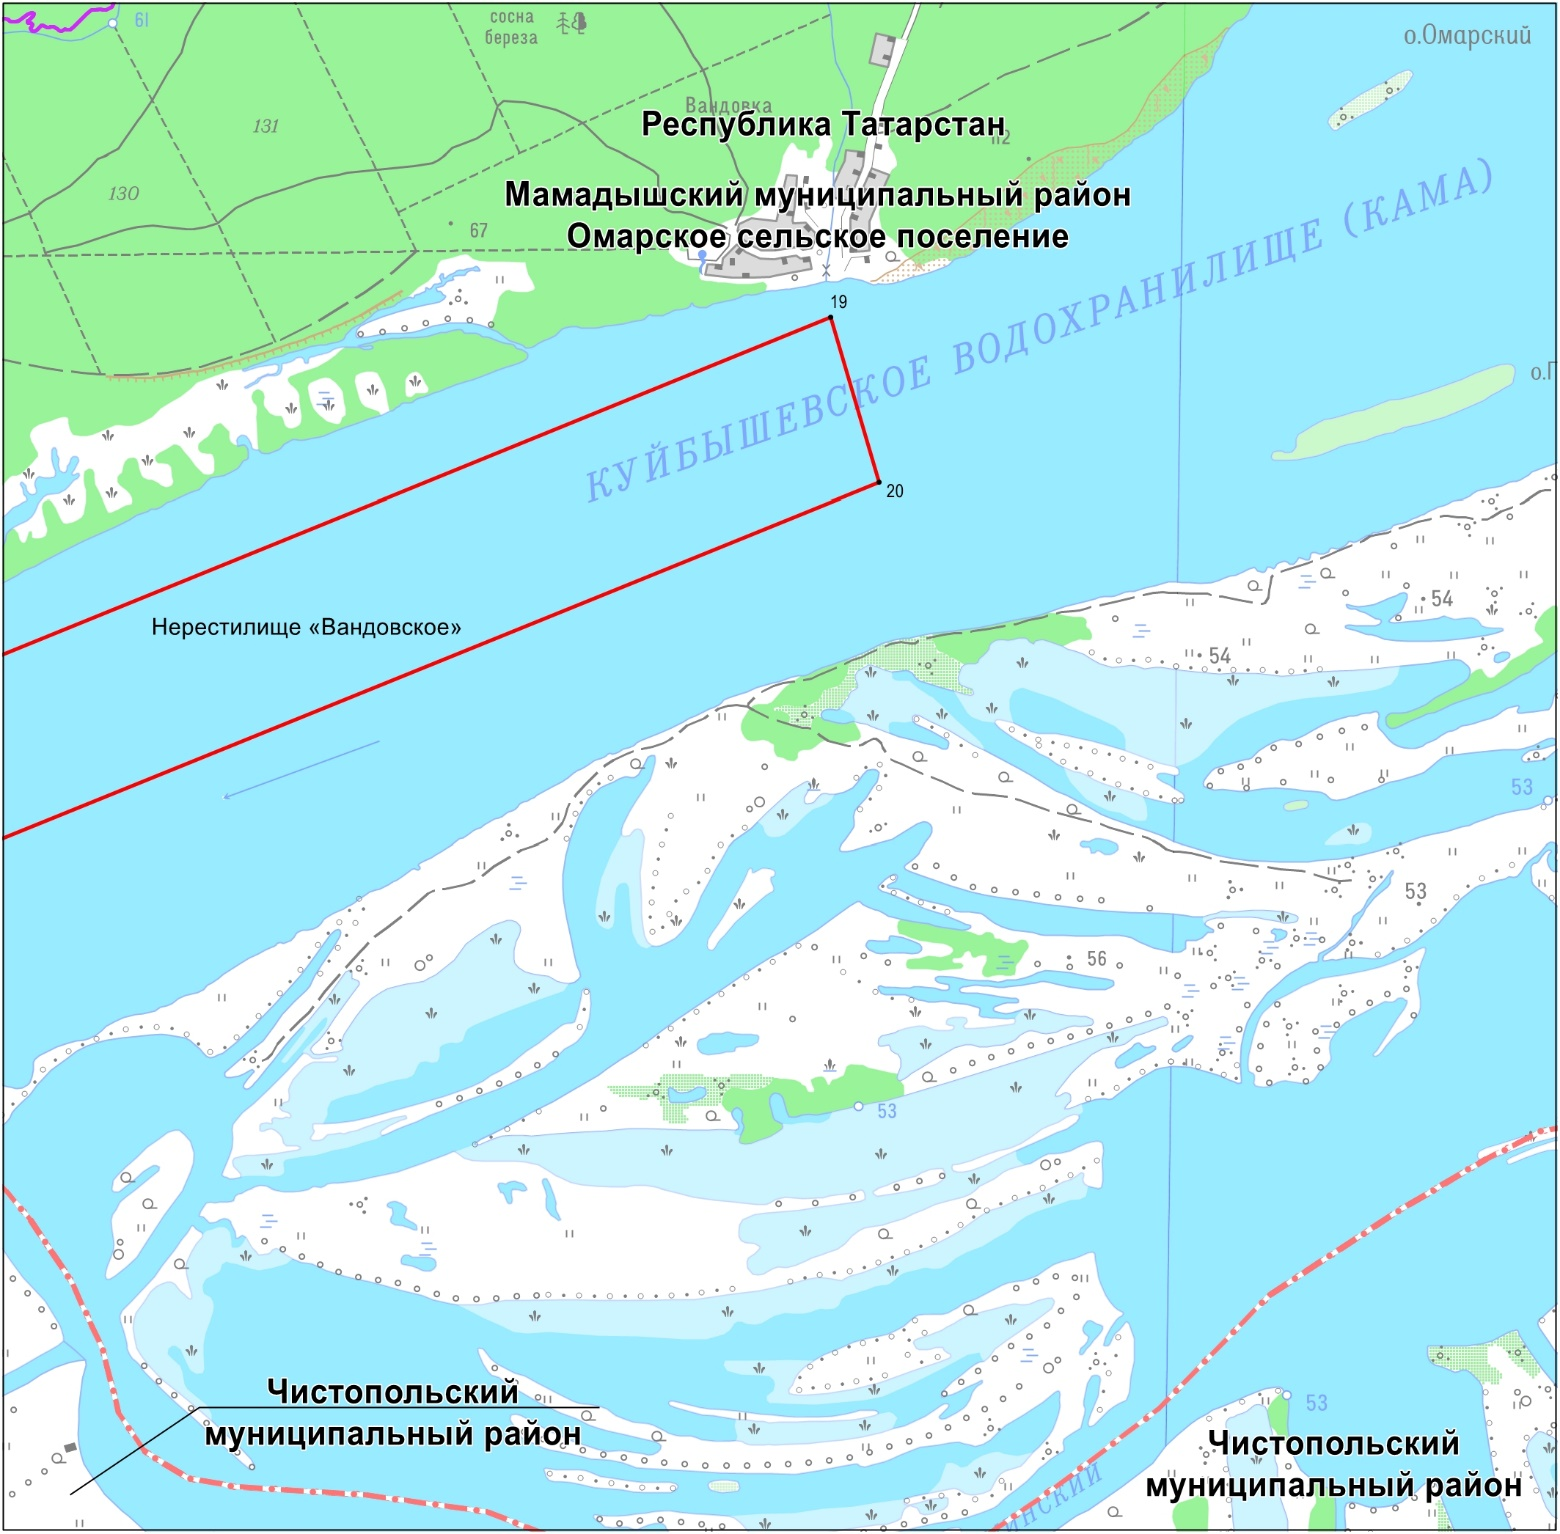 61
сосна
береза
о.Омарский
Вандовка
131
Республика Татарстан
130
Мамадышский муниципальный район
67
Омарское сельское поселение
КУЙБЫШЕВСКОЕ ВОДОХРАНИЛИЩЕ (КАМА)
19
20
54
Нерестилище «Вандовское»
54
53
53
56
53
Чистопольский
муниципальный район
53
Чистопольский
муниципальный район